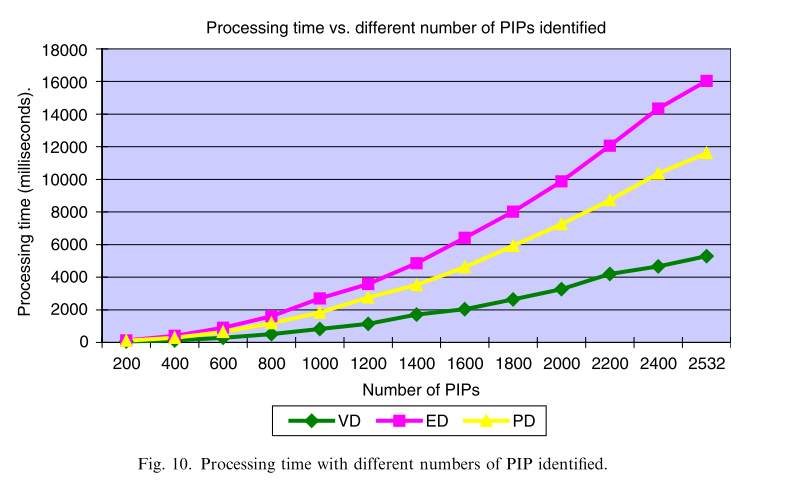 Processing time vs. different number of PIPs identified
Processing time (milliseconds).
18000
16000
14000
12000
10000
8000
6000
4000
2000
0
200 400 600 800 1000 1200 1400 1600 1800 2000 2200 2400 2532
Number of PIPs
VD ED PD
Fig. 10. Processing time with different numbers of PIP identified.